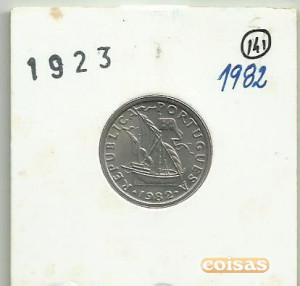 141
1923
1982
REPUBLICA PORTUGUESA
·1982·
coisas